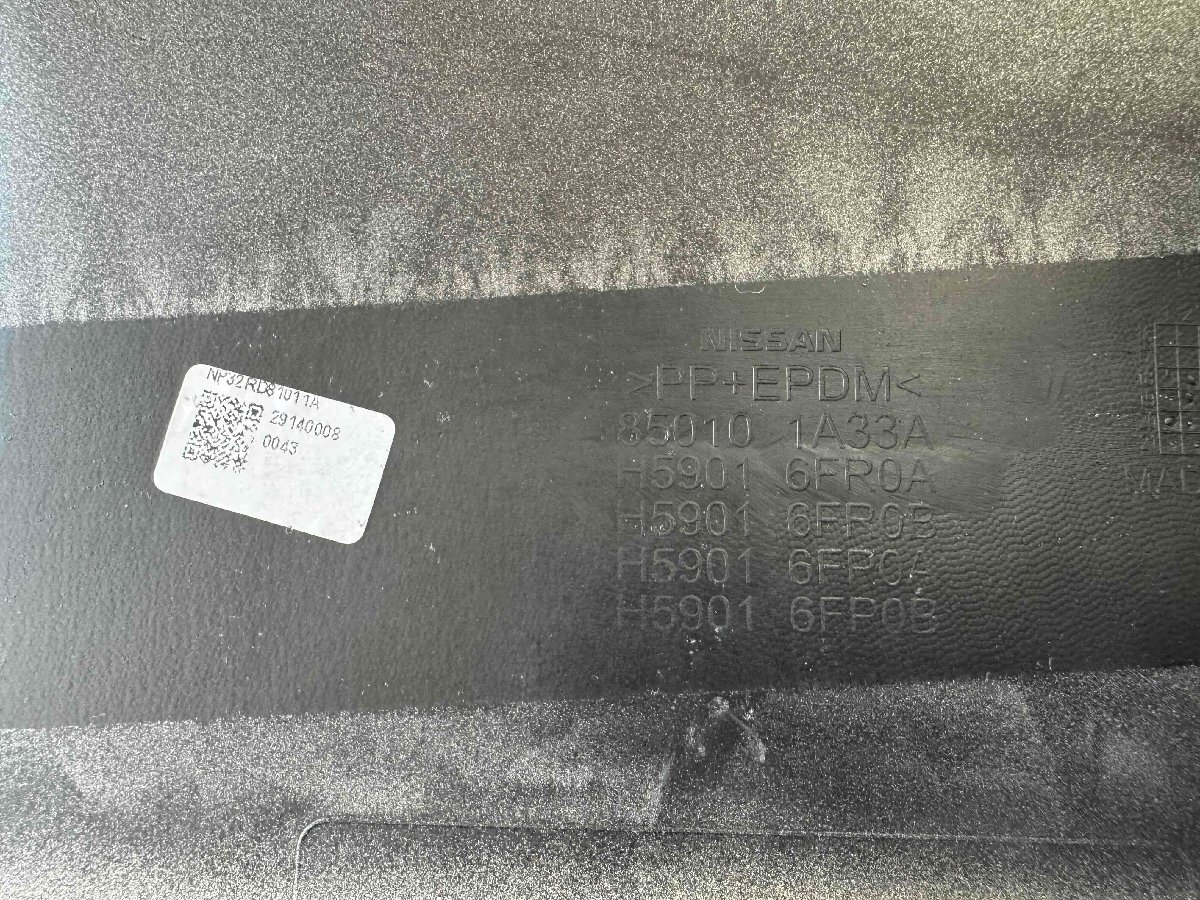 NP32RD81011A
29140008
0043
NISSAN
>PP+EPDM<
85010 1A33A
H5901 6FR0A
H5901 6FR0B
H5901 6FP0A
H5901 6FP0B